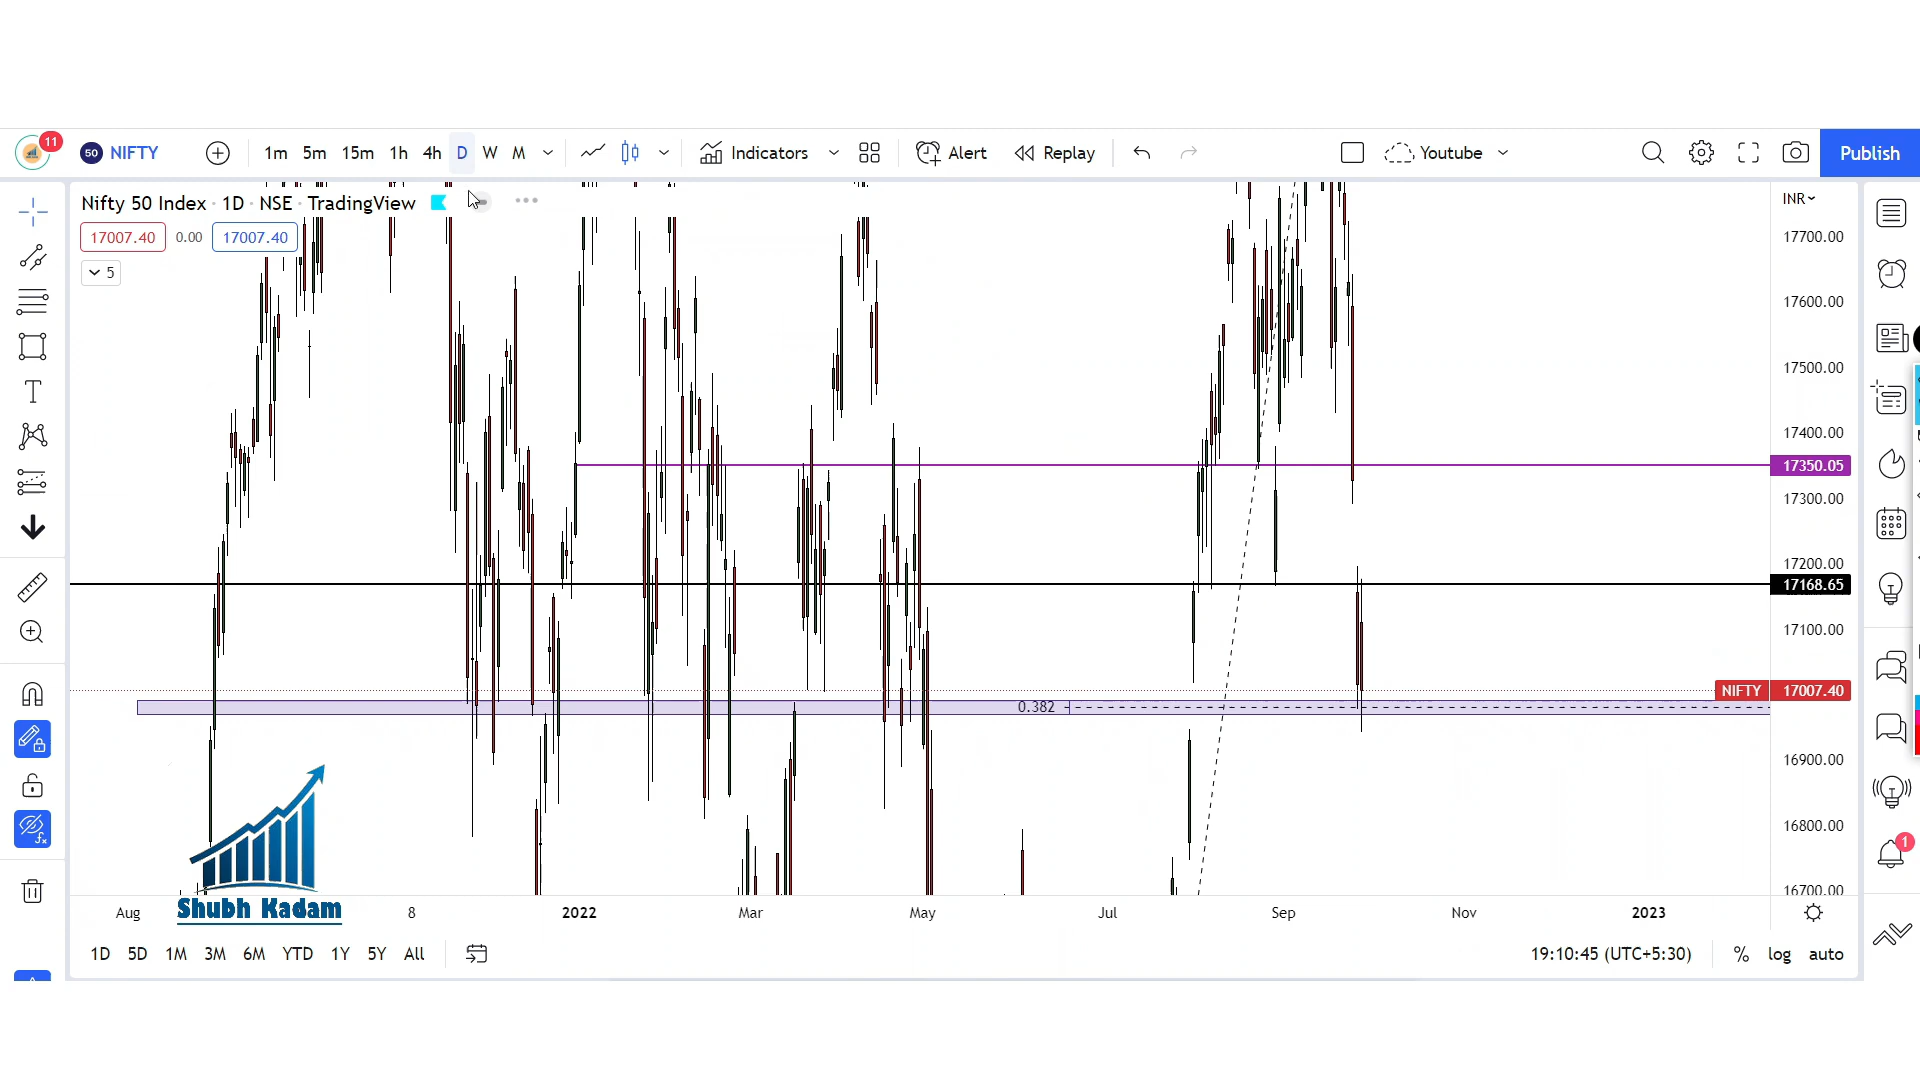 11
50 NIFTY 1m 5m 15m 1h 4h D W M Indicators Alert Replay Youtube Publish
Nifty 50 Index · 1D · NSE · TradingView
17007.40 0.00 17007.40
5
INR
17700.00
17600.00
17500.00
17400.00
17350.05
17300.00
17200.00
17168.65
17100.00
NIFTY 17007.40
0.382
16900.00
16800.00
16700.00
1
Shubh Kadam
Aug 8 2022 Mar May Jul Sep Nov 2023
1D 5D 1M 3M 6M YTD 1Y 5Y All 19:10:45 (UTC+5:30) % log auto